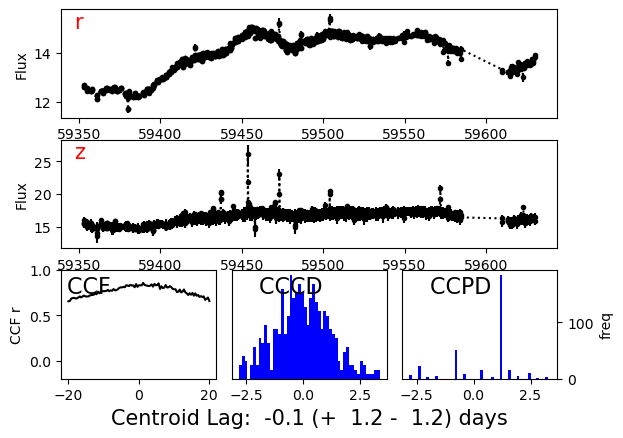 r
Flux
14
12
59350 59400 59450 59500 59550 59600
z
Flux
25
20
15
59350 59400 59450 59500 59550 59600
CCF
CCF r
1.0
0.5
0.0
−20 0 20
CCCD
−2.5 0.0 2.5
CCPD
100
0
freq
−2.5 0.0 2.5
Centroid Lag: -0.1 (+ 1.2 - 1.2) days